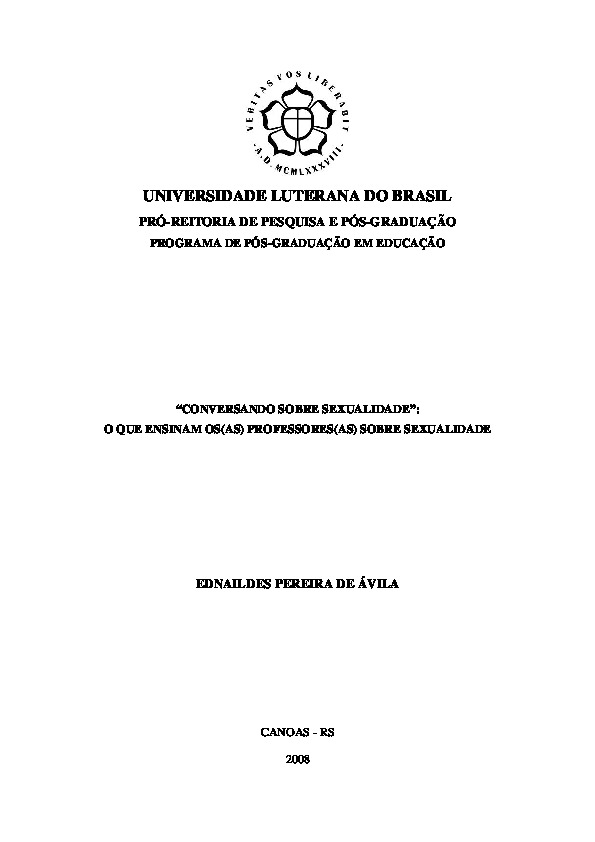 VERITAS VOS LIBERABIT
· A.D. MCMLXXXVIII ·
UNIVERSIDADE LUTERANA DO BRASIL
PRÓ-REITORIA DE PESQUISA E PÓS-GRADUAÇÃO
PROGRAMA DE PÓS-GRADUAÇÃO EM EDUCAÇÃO
“CONVERSANDO SOBRE SEXUALIDADE”:
O QUE ENSINAM OS(AS) PROFESSORES(AS) SOBRE SEXUALIDADE
EDNAILDES PEREIRA DE ÁVILA
CANOAS - RS
2008